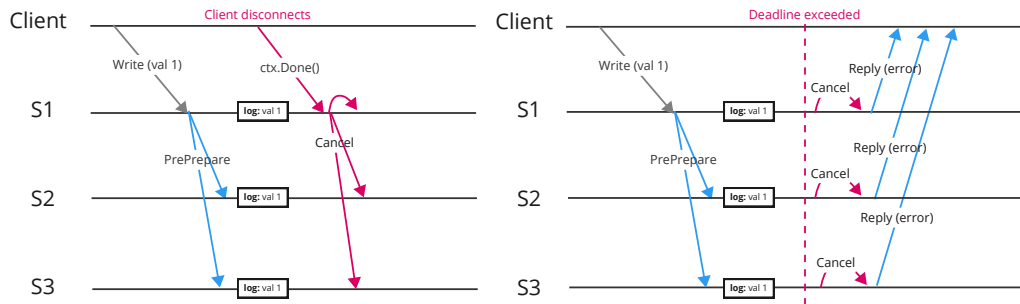 Client
Client disconnects
Write (val 1)
ctx.Done()
S1
log: val 1
Cancel
PrePrepare
S2
log: val 1
S3
log: val 1
Client
Deadline exceeded
Write (val 1)
Reply (error)
Cancel
S1
log: val 1
Reply (error)
PrePrepare
Cancel
S2
log: val 1
Reply (error)
Cancel
S3
log: val 1